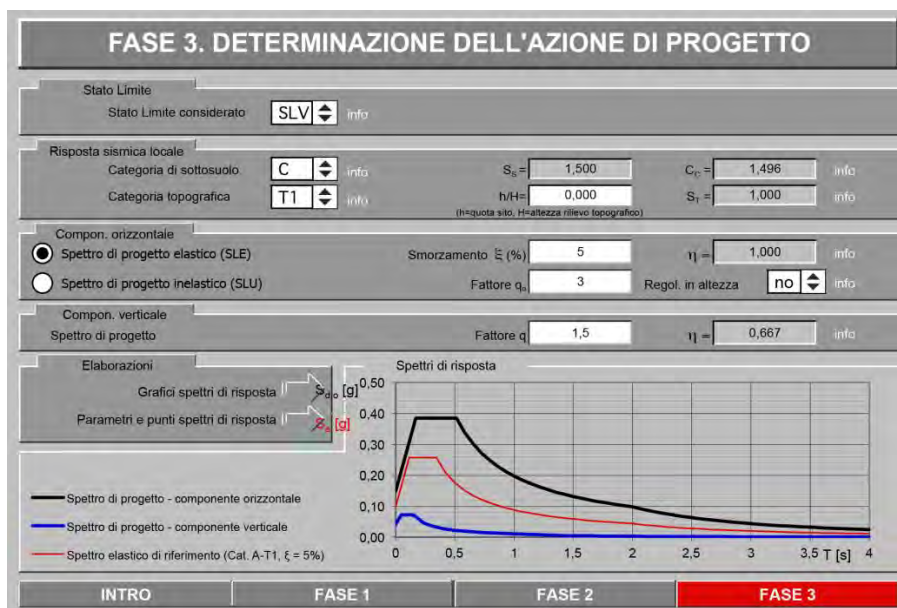 FASE 3. DETERMINAZIONE DELL'AZIONE DI PROGETTO
Stato Limite
Stato Limite considerato SLV info
Risposta sismica locale
Categoria di sottosuolo C info S_S = 1,500 C_C = 1,496 info
Categoria topografica T1 info h/H= 0,000 S_T = 1,000 info
(h=quota sito, H=altezza rilievo topografico)
Compon. orizzontale
Spettro di progetto elastico (SLE) Smorzamento ξ (%) 5 η = 1,000 info
Spettro di progetto inelastico (SLU) Fattore q_o 3 Regol. in altezza no info
Compon. verticale
Spettro di progetto Fattore q 1,5 η = 0,667 info
Elaborazioni
Grafici spettri di risposta
Parametri e punti spettri di risposta
Spettri di risposta
[g]
[g]
0,50
0,40
0,30
0,20
0,10
0,00
0 0,5 1 1,5 2 2,5 3 3,5 T [s] 4
Spettro di progetto - componente orizzontale
Spettro di progetto - componente verticale
Spettro elastico di riferimento (Cat. A-T1, ξ = 5%)
INTRO FASE 1 FASE 2 FASE 3